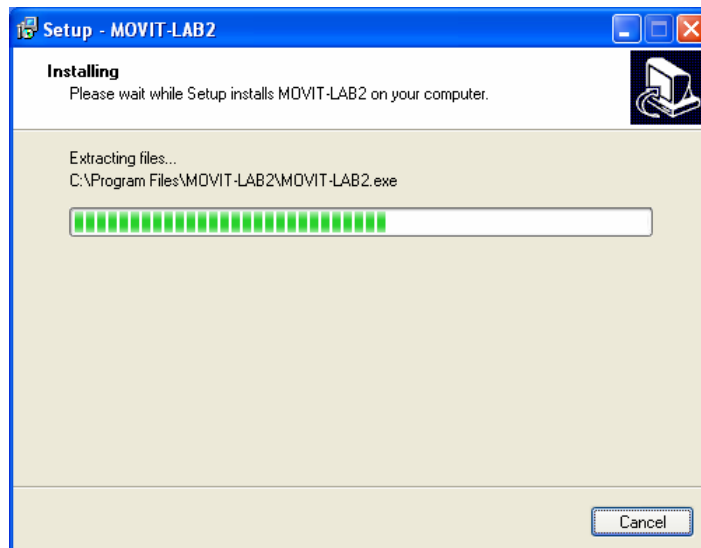 Setup - MOVIT-LAB2
Installing
Please wait while Setup installs MOVIT-LAB2 on your computer.
Extracting files...
C:\Program Files\MOVIT-LAB2\MOVIT-LAB2.exe
Cancel